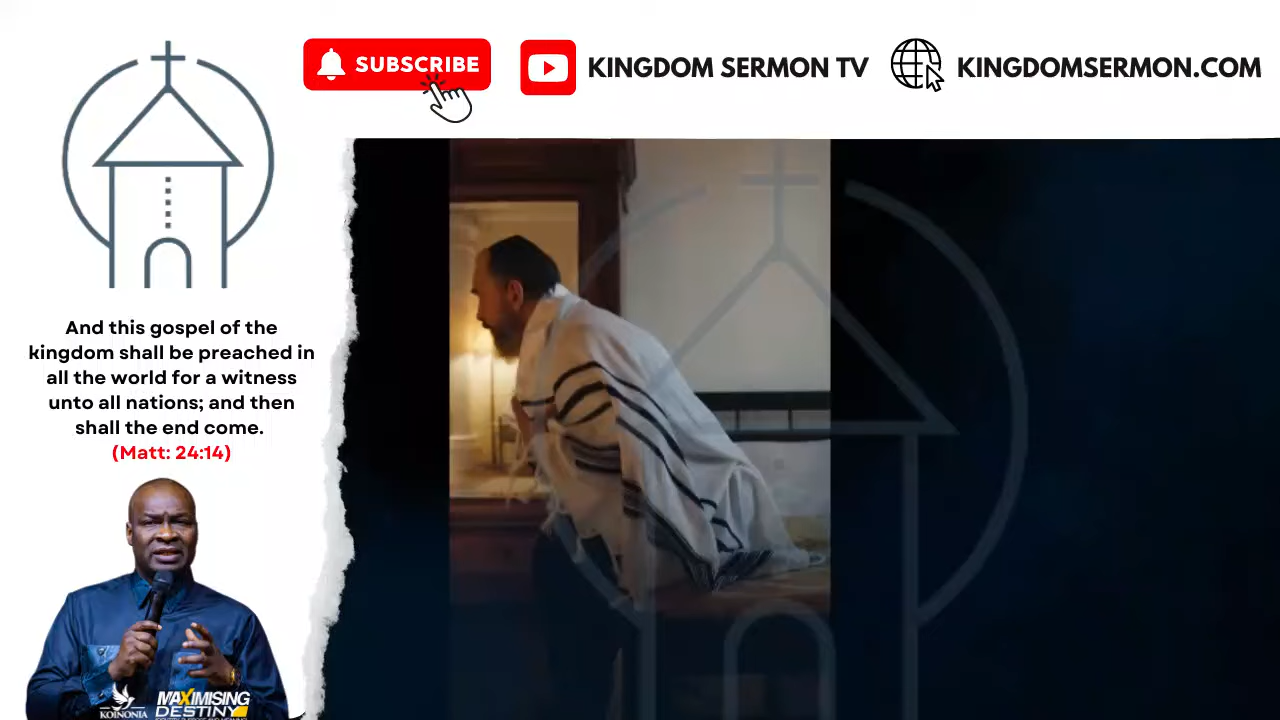 SUBSCRIBE
KINGDOM SERMON TV
KINGDOMSERMON.COM
And this gospel of the
kingdom shall be preached in
all the world for a witness
unto all nations; and then
shall the end come.
(Matt: 24:14)
KOINONIA
MAXIMISING
DESTINY